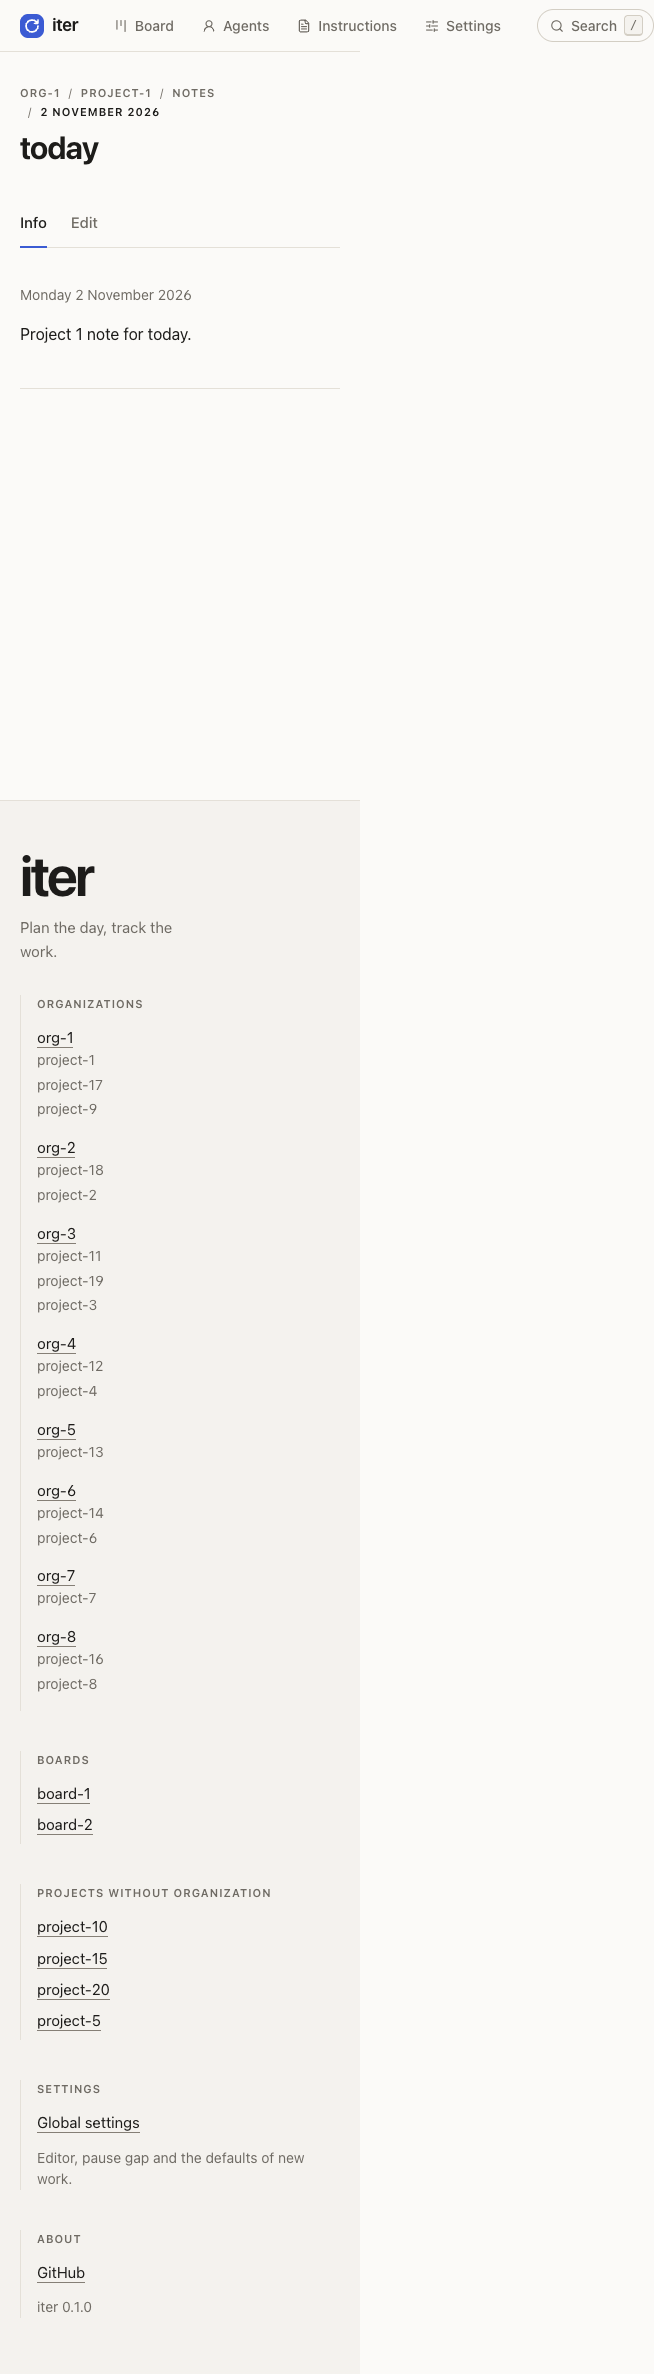 iter Board Agents Instructions Settings Search /
ORG-1 / PROJECT-1 / NOTES
/ 2 NOVEMBER 2026
today
Info Edit
Monday 2 November 2026
Project 1 note for today.
iter
Plan the day, track the
work.
ORGANIZATIONS
org-1
project-1
project-17
project-9
org-2
project-18
project-2
org-3
project-11
project-19
project-3
org-4
project-12
project-4
org-5
project-13
org-6
project-14
project-6
org-7
project-7
org-8
project-16
project-8
BOARDS
board-1
board-2
PROJECTS WITHOUT ORGANIZATION
project-10
project-15
project-20
project-5
SETTINGS
Global settings
Editor, pause gap and the defaults of new
work.
ABOUT
GitHub
iter 0.1.0